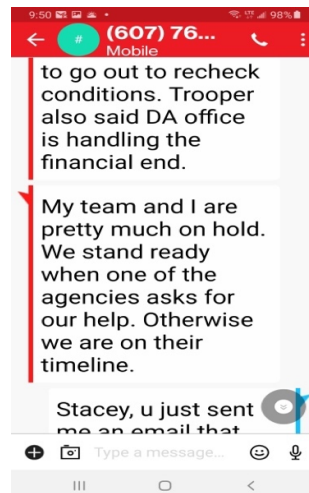 9:50 98%
# (607) 76...
Mobile
to go out to recheck
conditions. Trooper
also said DA office
is handling the
financial end.
My team and I are
pretty much on hold.
We stand ready
when one of the
agencies asks for
our help. Otherwise
we are on their
timeline.
Stacey, u just sent
me an email that
Type a message...